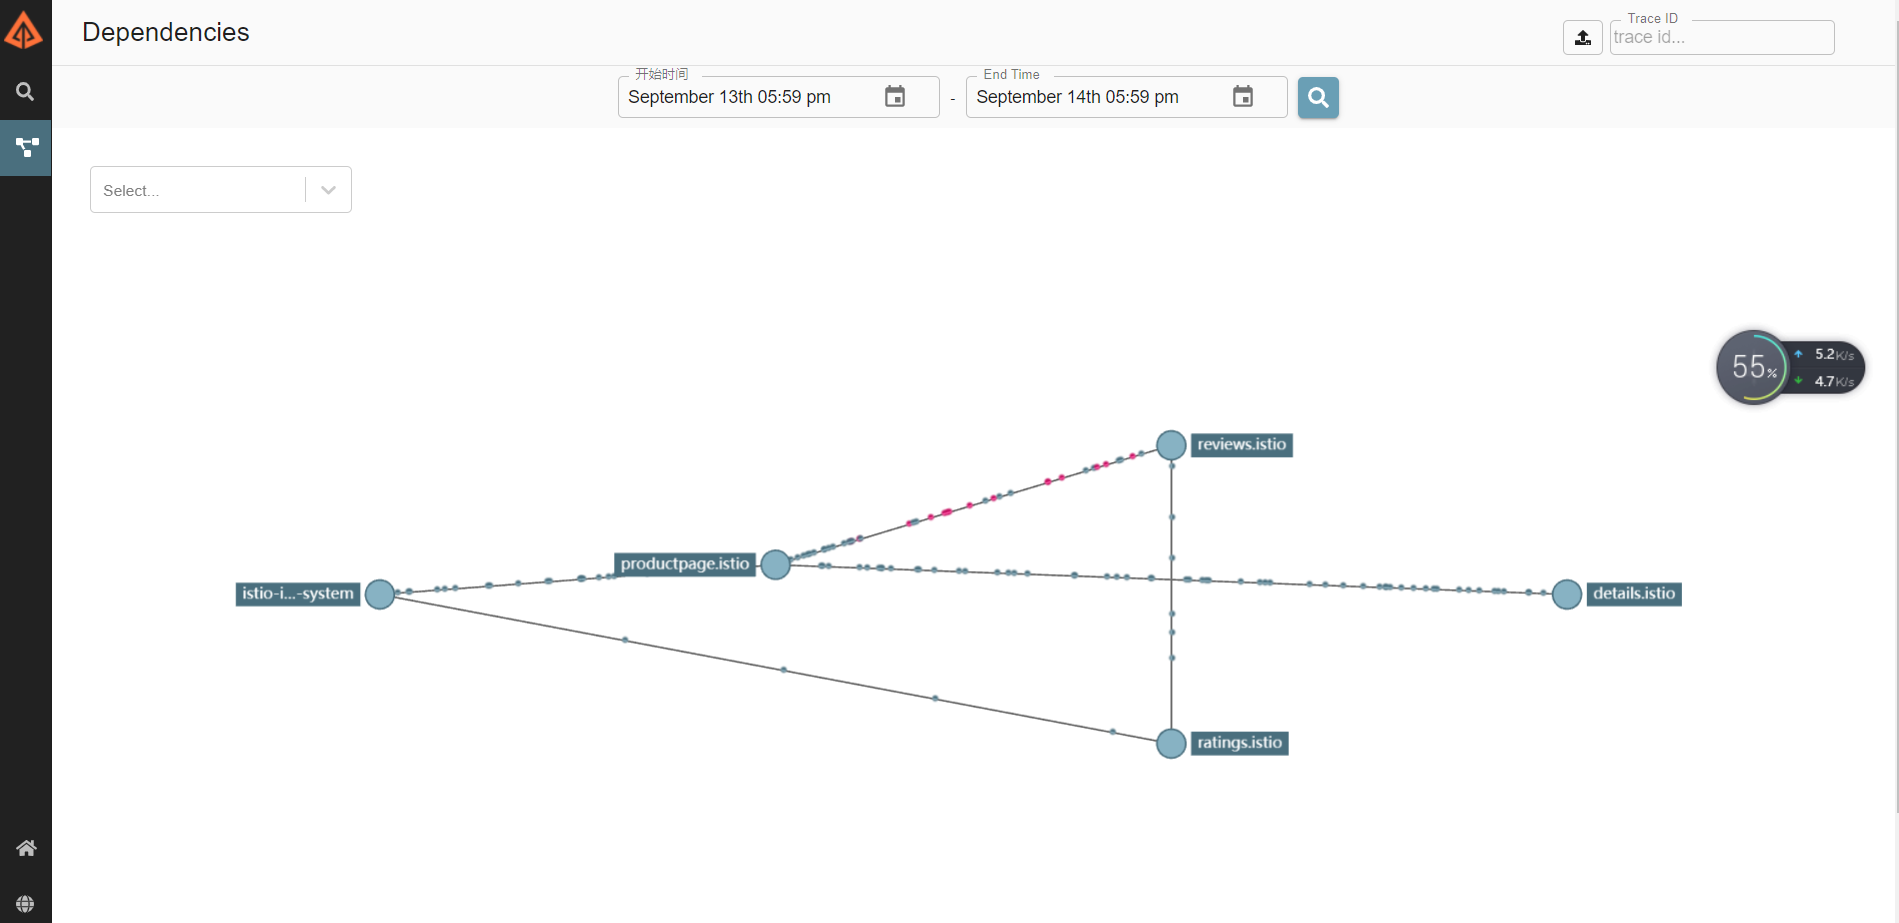 Dependencies
Trace ID
trace id...
开始时间
September 13th 05:59 pm
-
End Time
September 14th 05:59 pm
Select...
55%
5.2K/s
4.7K/s
reviews.istio
productpage.istio
istio-i...-system
details.istio
ratings.istio